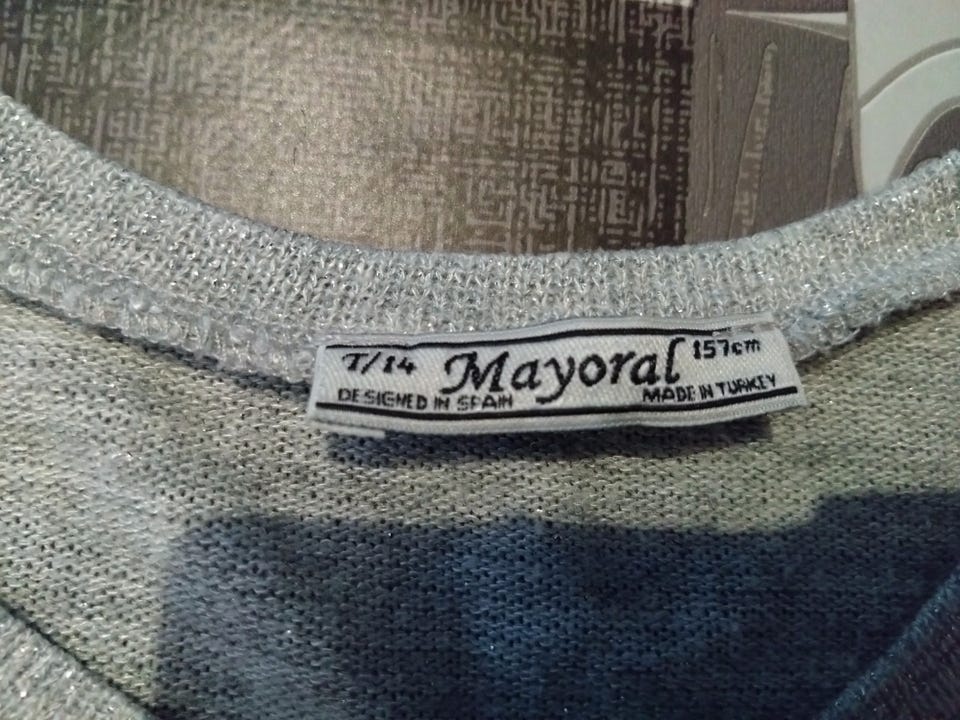 T/14 Mayoral 157cm
DESIGNED IN SPAIN MADE IN TURKEY